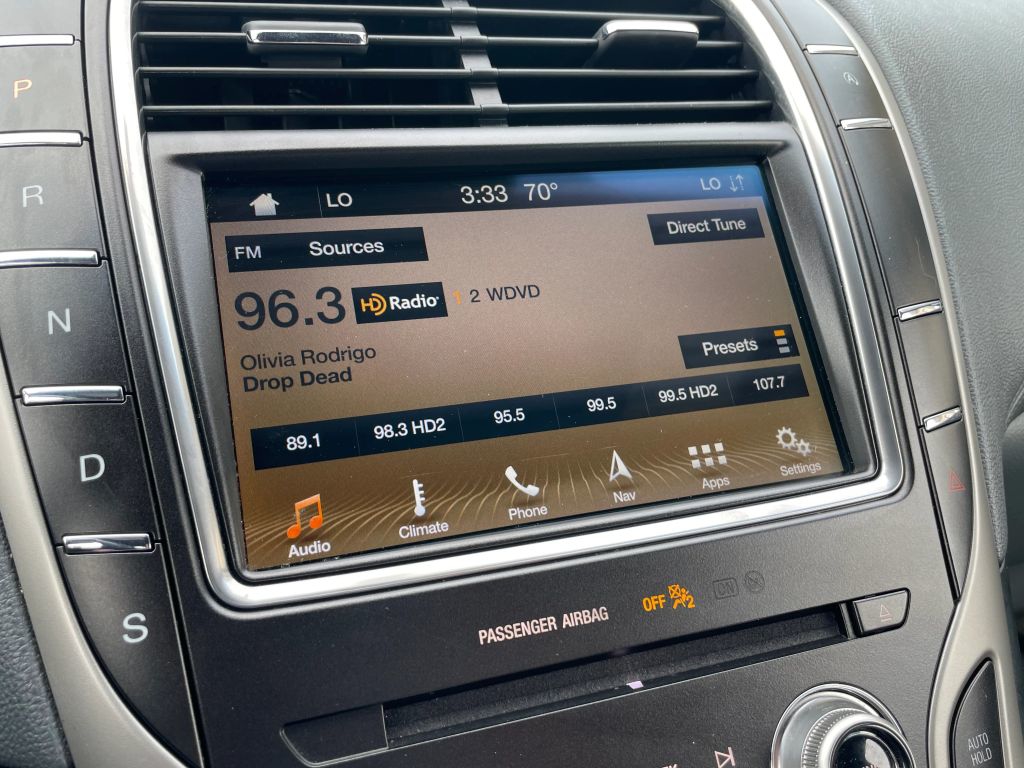 P
R
N
D
S
LO 3:33 70° LO
FM Sources
Direct Tune
96.3 HD Radio 1 2 WDVD
Olivia Rodrigo
Drop Dead
Presets
89.1 98.3 HD2 95.5 99.5 99.5 HD2 107.7
Audio Climate Phone Nav Apps Settings
PASSENGER AIRBAG OFF 2 ON
AUTO
HOLD